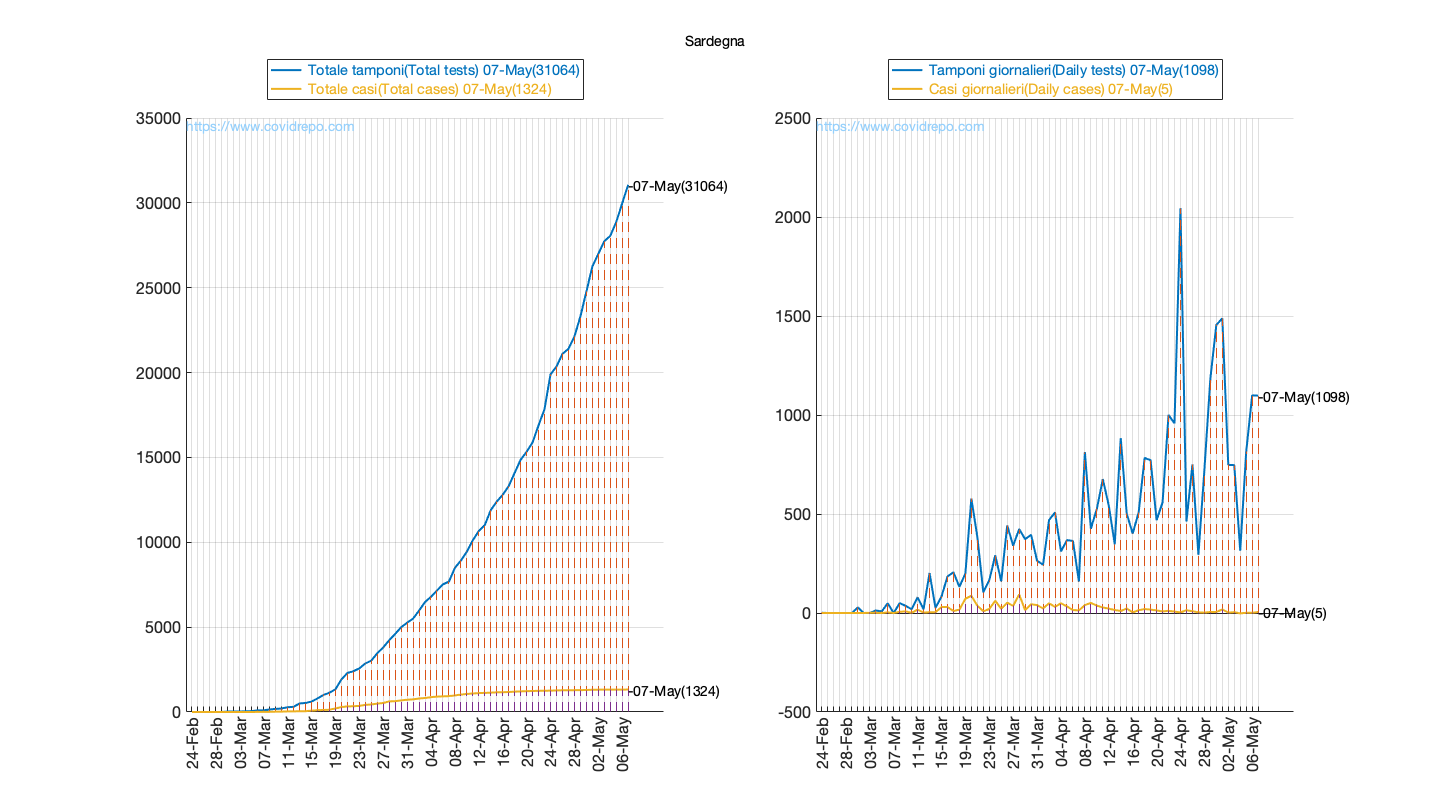 Sardegna
Totale tamponi(Total tests) 07-May(31064)
Totale casi(Total cases) 07-May(1324)
Tamponi giornalieri(Daily tests) 07-May(1098)
Casi giornalieri(Daily cases) 07-May(5)
https://www.covidrepo.com
35000
30000
25000
20000
15000
10000
5000
0
-07-May(31064)
-07-May(1324)
24-Feb
28-Feb
03-Mar
07-Mar
11-Mar
15-Mar
19-Mar
23-Mar
27-Mar
31-Mar
04-Apr
08-Apr
12-Apr
16-Apr
20-Apr
24-Apr
28-Apr
02-May
06-May
https://www.covidrepo.com
2500
2000
1500
1000
500
0
-500
-07-May(1098)
-07-May(5)
24-Feb
28-Feb
03-Mar
07-Mar
11-Mar
15-Mar
19-Mar
23-Mar
27-Mar
31-Mar
04-Apr
08-Apr
12-Apr
16-Apr
20-Apr
24-Apr
28-Apr
02-May
06-May